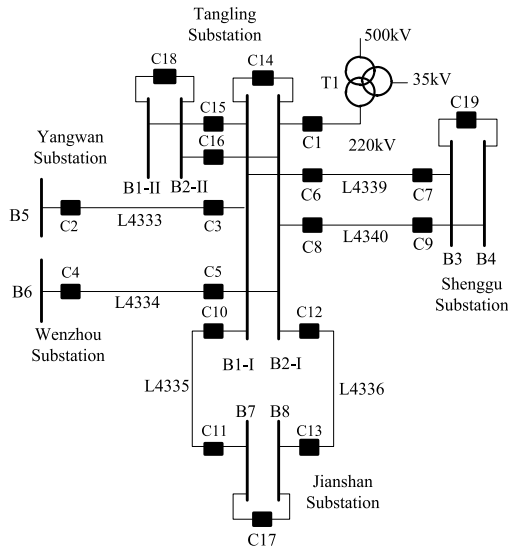 Tangling
Substation
500kV
C18
C14
T1
35kV
C19
C15
C1
C16
220kV
Yangwan
Substation
B1-II
B2-II
C6
L4339
C7
B5
C2
L4333
C3
C8
L4340
C9
B3
B4
C4
C5
B6
L4334
Shenggu
Substation
Wenzhou
Substation
C10
C12
B1-I
B2-I
L4335
L4336
B7
B8
C11
C13
Jianshan
Substation
C17